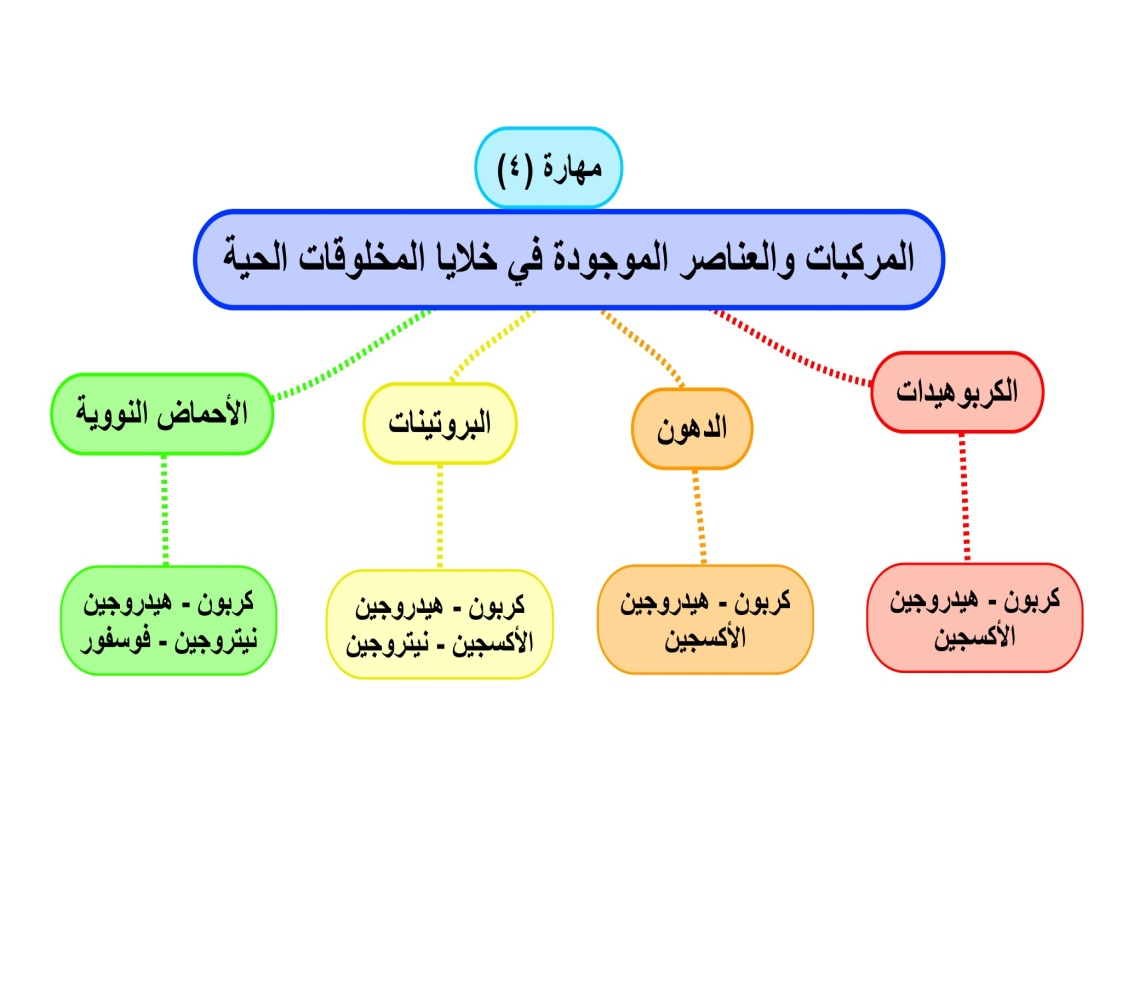 مهارة (٤)
المركبات والعناصر الموجودة في خلايا المخلوقات الحية
الكربوهيدات
الدهون
البروتينات
الأحماض النووية
كربون - هيدروجين
الأكسجين
كربون - هيدروجين
الأكسجين
كربون - هيدروجين
الأكسجين - نيتروجين
كربون - هيدروجين
نيتروجين - فوسفور